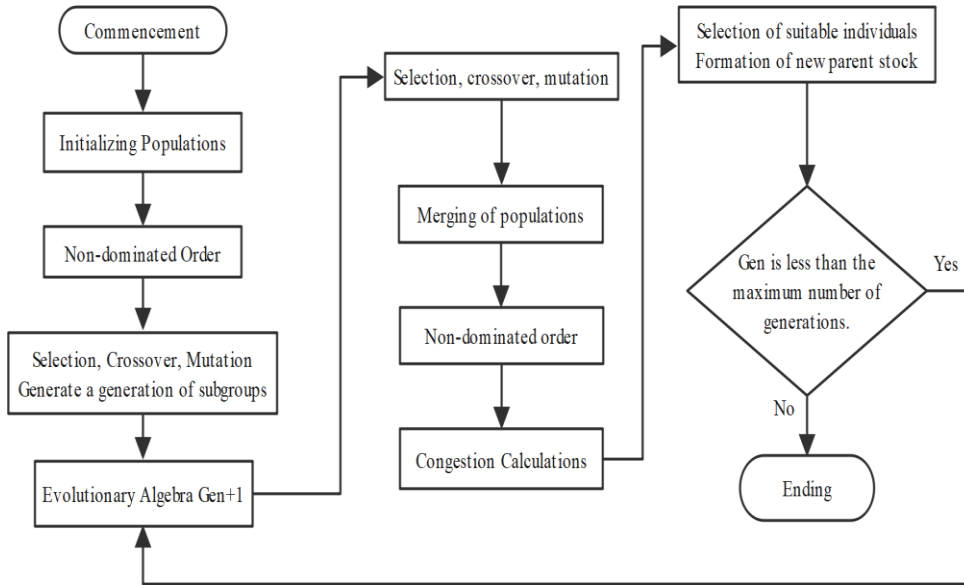 Commencement
Initializing Populations
Non-dominated Order
Selection, Crossover, Mutation
Generate a generation of subgroups
Evolutionary Algebra Gen+1
Selection, crossover, mutation
Merging of populations
Non-dominated order
Congestion Calculations
Selection of suitable individuals
Formation of new parent stock
Gen is less than the
maximum number of
generations.
Yes
No
Ending